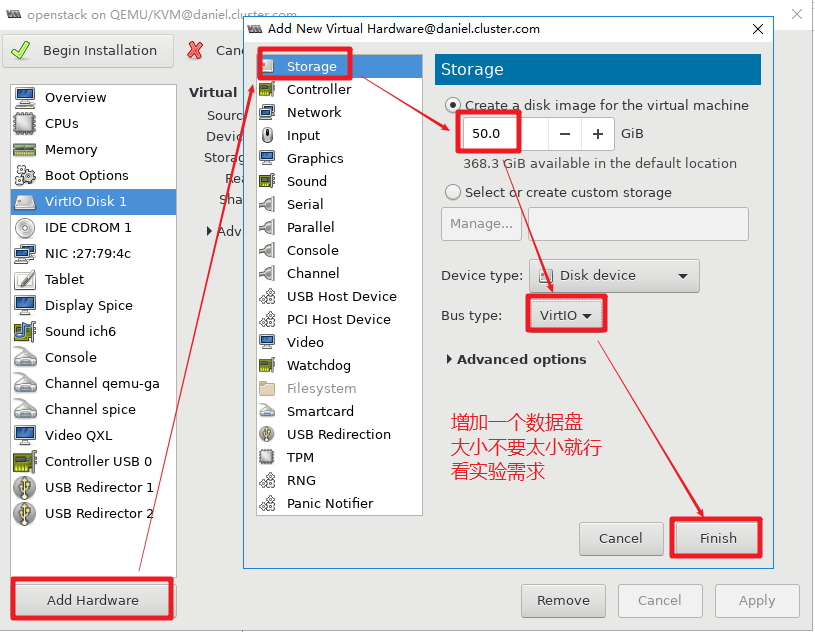 openstack on QEMU/KVM@daniel.cluster.com
Begin Installation
Canc
Overview
CPUs
Memory
Boot Options
VirtIO Disk 1
IDE CDROM 1
NIC :27:79:4c
Tablet
Display Spice
Sound ich6
Console
Channel qemu-ga
Channel spice
Video QXL
Controller USB 0
USB Redirector 1
USB Redirector 2
Add Hardware
Virtual
Sourc
Devic
Storag
Rea
Sha
Adv
Add New Virtual Hardware@daniel.cluster.com
Storage
Controller
Network
Input
Graphics
Sound
Serial
Parallel
Console
Channel
USB Host Device
PCI Host Device
Video
Watchdog
Filesystem
Smartcard
USB Redirection
TPM
RNG
Panic Notifier
Storage
Create a disk image for the virtual machine
50.0 − + GiB
368.3 GiB available in the default location
Select or create custom storage
Manage...
Device type: Disk device
Bus type: VirtIO
Advanced options
增加一个数据盘
大小不要太小就行
看实验需求
Cancel Finish
Remove Cancel Apply